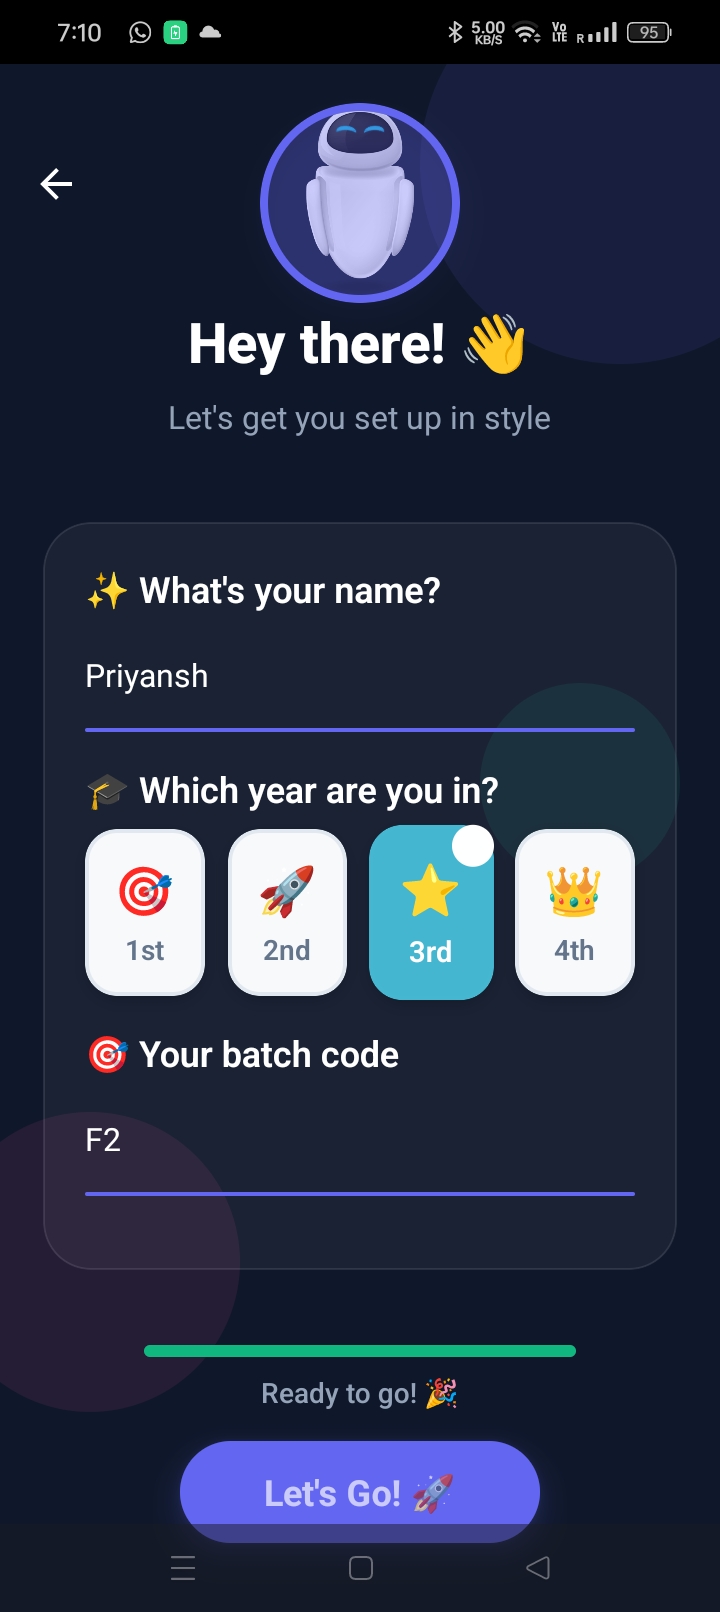 7:10
5.00 KB/S
Vo LTE
R
95
Hey there! 👋
Let's get you set up in style
✨ What's your name?
Priyansh
🎓 Which year are you in?
1st 2nd 3rd 4th
🎯 Your batch code
F2
Ready to go! 🎉
Let's Go! 🚀